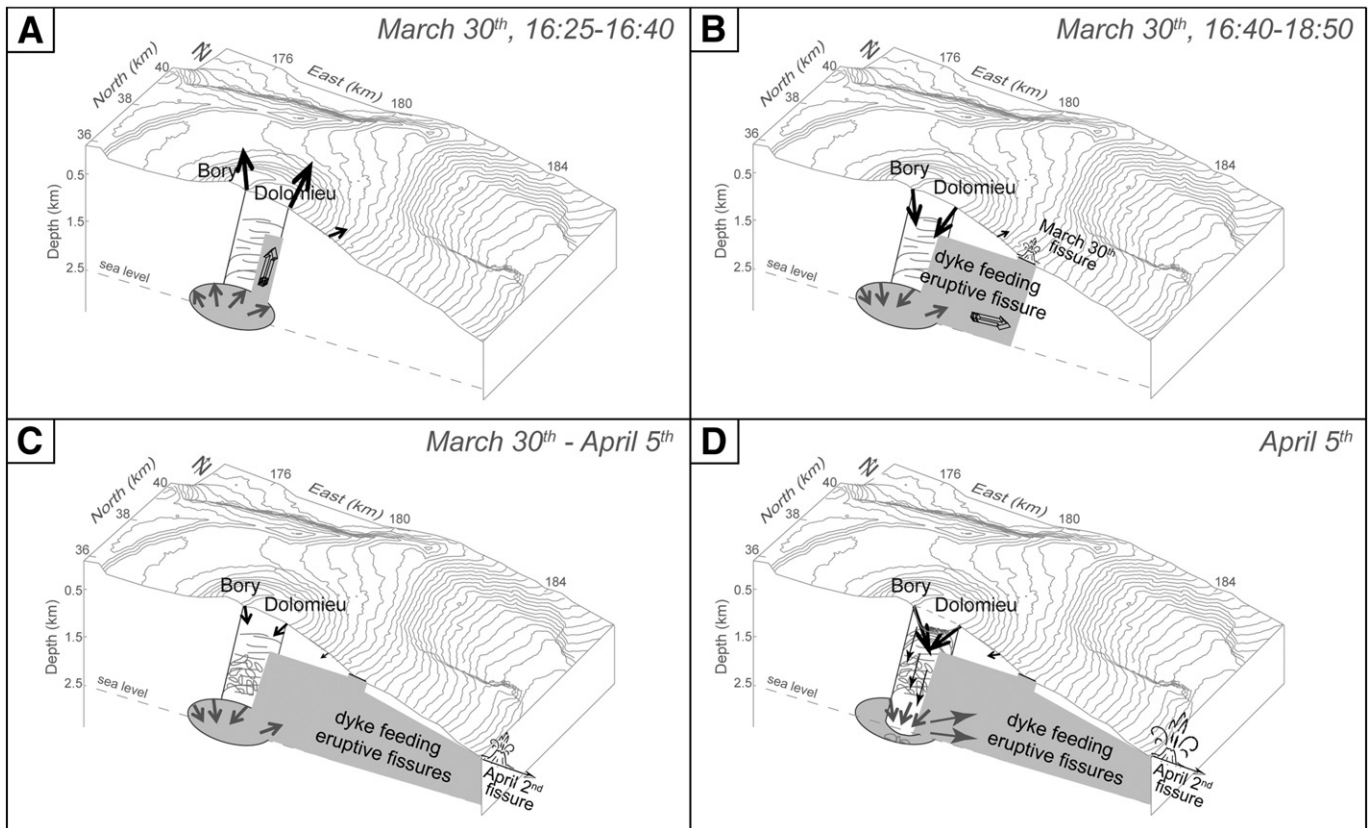 A
March 30th, 16:25-16:40
N
North (km)
40
38
36
176
East (km)
180
184
Depth (km)
0.5
1.5
2.5
sea level
Bory
Dolomieu
B
March 30th, 16:40-18:50
N
North (km)
40
38
36
176
East (km)
180
184
Depth (km)
0.5
1.5
2.5
sea level
Bory
Dolomieu
March 30th
fissure
dyke feeding
eruptive fissure
C
March 30th - April 5th
N
North (km)
40
38
36
176
East (km)
180
184
Depth (km)
0.5
1.5
2.5
sea level
Bory
Dolomieu
dyke feeding
eruptive fissures
April 2nd
fissure
D
April 5th
N
North (km)
40
38
36
176
East (km)
180
184
Depth (km)
0.5
1.5
2.5
sea level
Bory
Dolomieu
dyke feeding
eruptive fissures
April 2nd
fissure